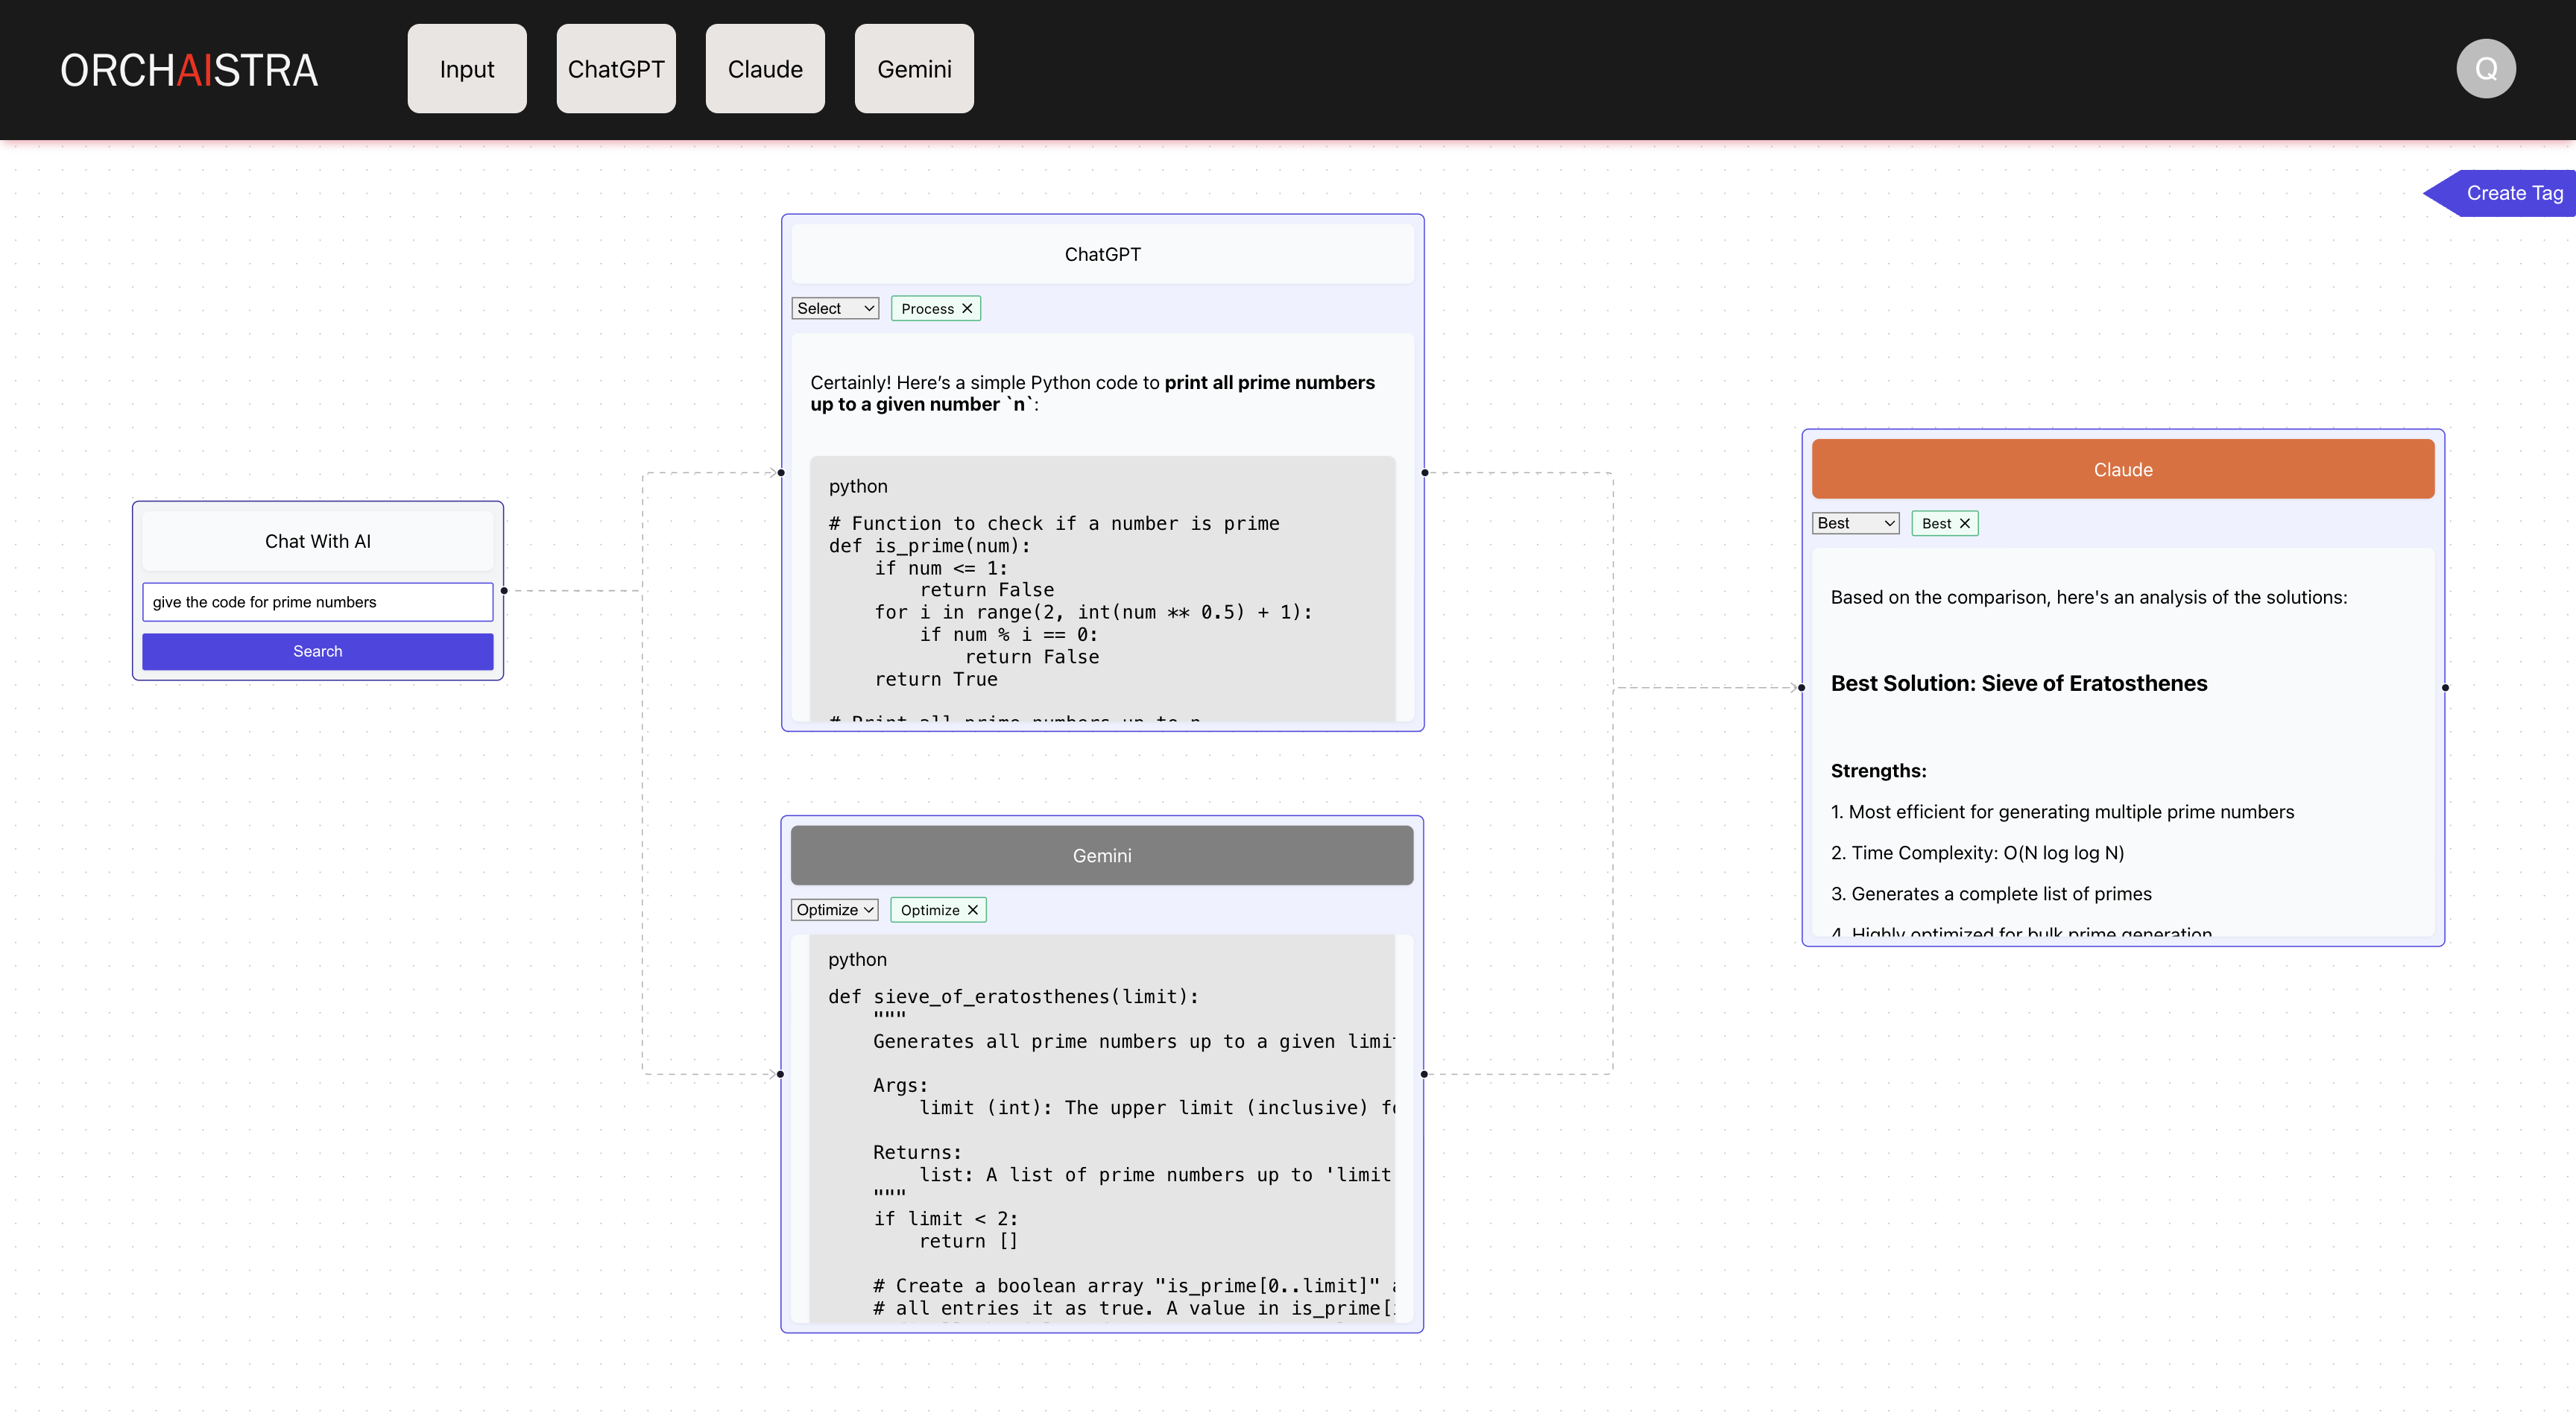 ORCHAISTRA
Input
ChatGPT
Claude
Gemini
Q
Create Tag
Chat With AI
give the code for prime numbers
Search
ChatGPT
Select
Process ×
Certainly! Here’s a simple Python code to print all prime numbers
up to a given number `n`:
python
# Function to check if a number is prime
def is_prime(num):
    if num <= 1:
        return False
    for i in range(2, int(num ** 0.5) + 1):
        if num % i == 0:
            return False
    return True
# Print all prime numbers up to n
Gemini
Optimize
Optimize ×
python
def sieve_of_eratosthenes(limit):
    """
    Generates all prime numbers up to a given limi
    Args:
        limit (int): The upper limit (inclusive) fo
    Returns:
        list: A list of prime numbers up to 'limit
    """
    if limit < 2:
        return []
    # Create a boolean array "is_prime[0..limit]" a
    # all entries it as true. A value in is_prime[
Claude
Best
Best ×
Based on the comparison, here's an analysis of the solutions:
Best Solution: Sieve of Eratosthenes
Strengths:
1. Most efficient for generating multiple prime numbers
2. Time Complexity: O(N log log N)
3. Generates a complete list of primes
4. Highly optimized for bulk prime generation